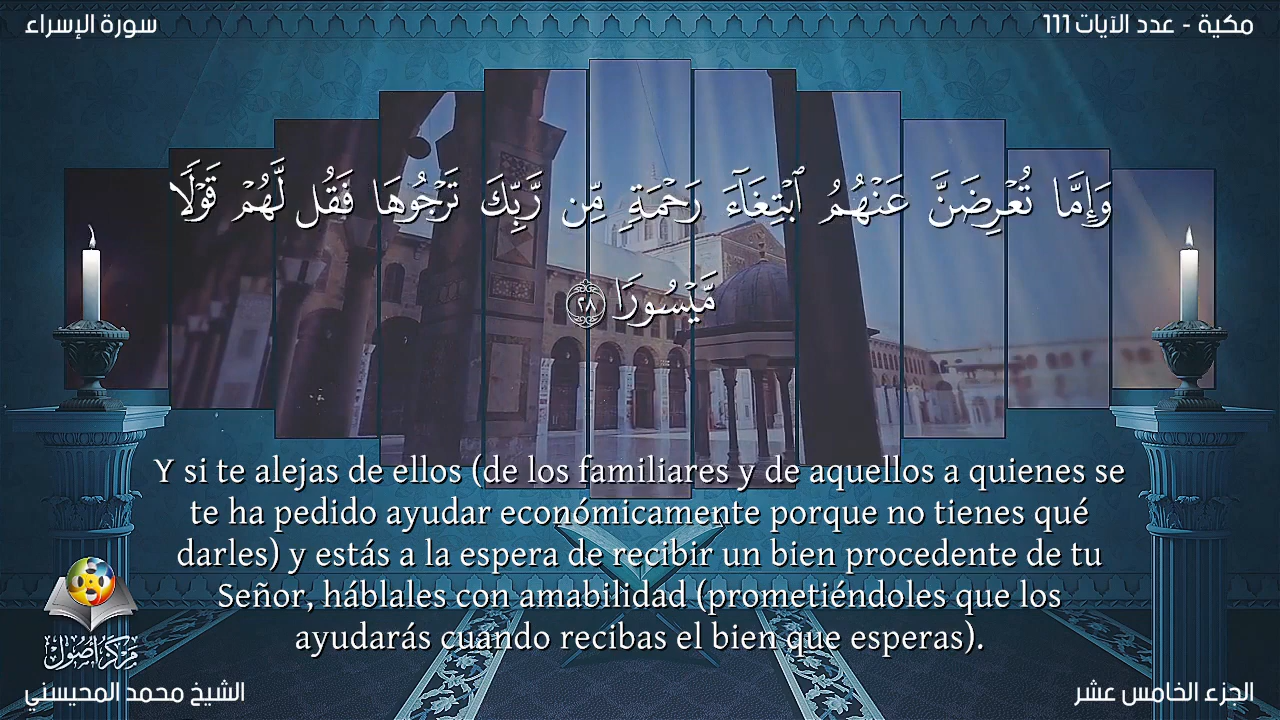 سورة الإسراء
مكية - عدد الآيات 111
وَإِمَّا تُعْرِضَنَّ عَنْهُمُ ٱبْتِغَآءَ رَحْمَةٍ مِّن رَّبِّكَ تَرْجُوهَا فَقُل لَّهُمْ قَوْلًا
مَّيْسُورًا ٢٨
Y si te alejas de ellos (de los familiares y de aquellos a quienes se
te ha pedido ayudar económicamente porque no tienes qué
darles) y estás a la espera de recibir un bien procedente de tu
Señor, háblales con amabilidad (prometiéndoles que los
ayudarás cuando recibas el bien que esperas).
مركز أصول
الشيخ محمد المحيسني
الجزء الخامس عشر